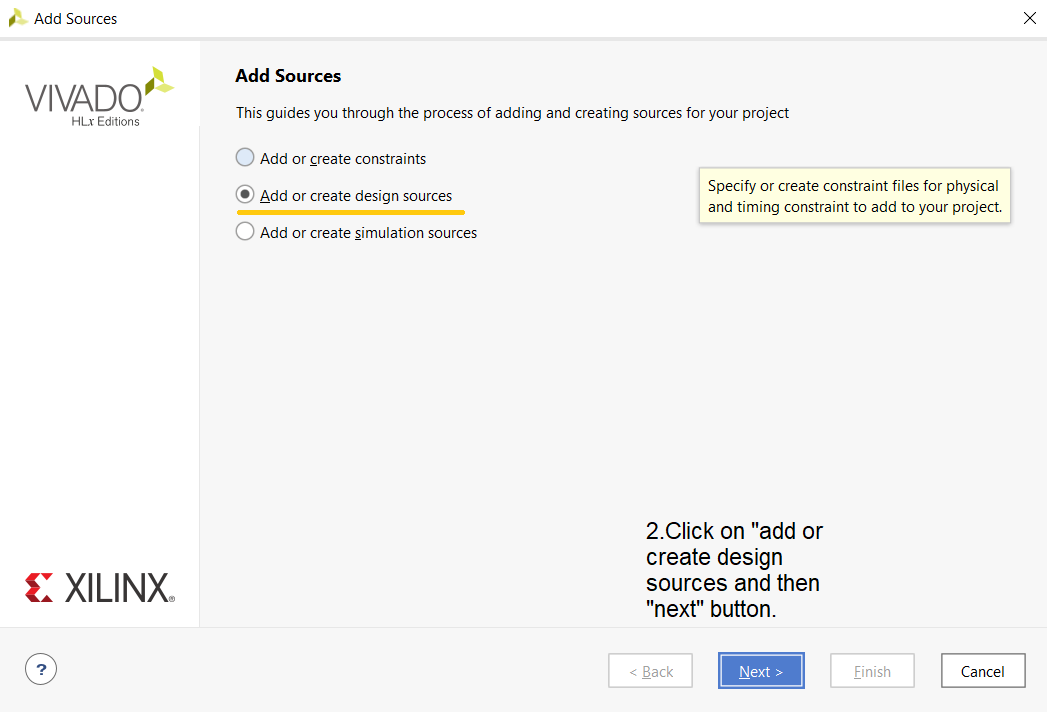 Add Sources
VIVADO
HLx Editions
Add Sources
This guides you through the process of adding and creating sources for your project
Add or create constraints
Add or create design sources
Add or create simulation sources
Specify or create constraint files for physical
and timing constraint to add to your project.
2.Click on "add or
create design
sources and then
"next" button.
XILINX®
?
< Back
Next >
Finish
Cancel